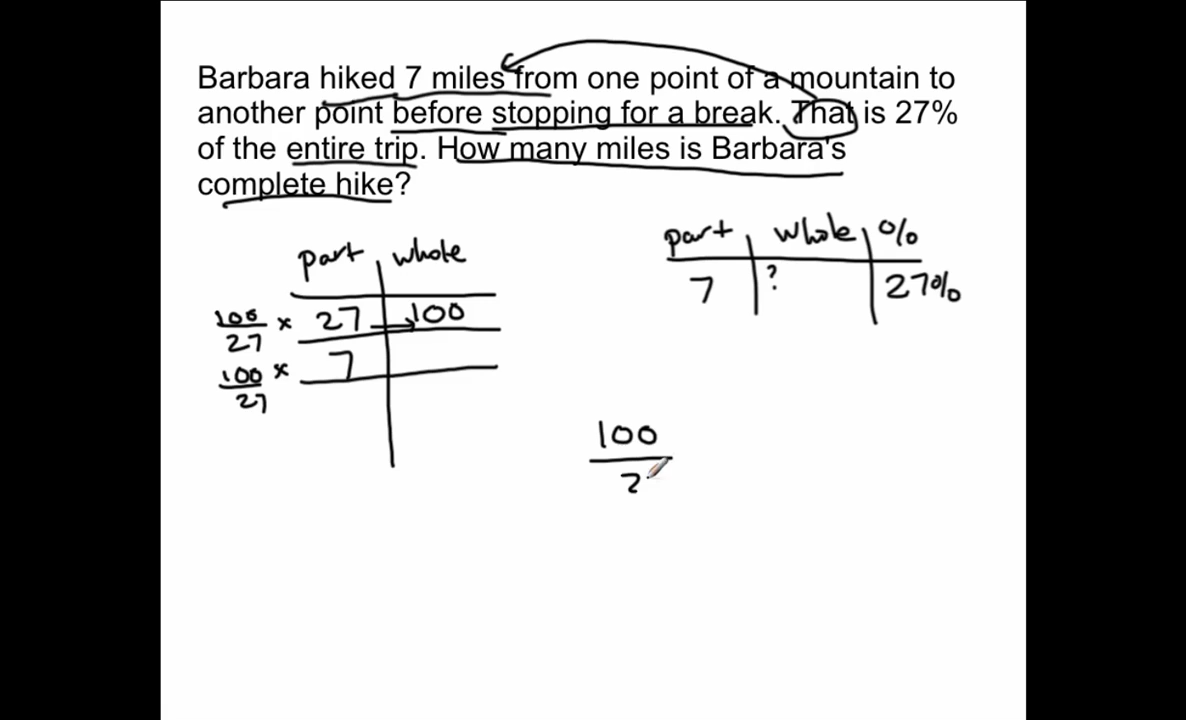 Barbara hiked 7 miles from one point of a mountain to
another point before stopping for a break. That is 27%
of the entire trip. How many miles is Barbara's
complete hike?
part whole %
7 ? 27%
part whole
100/27 × 27 → 100
100/27 × 7
100
2